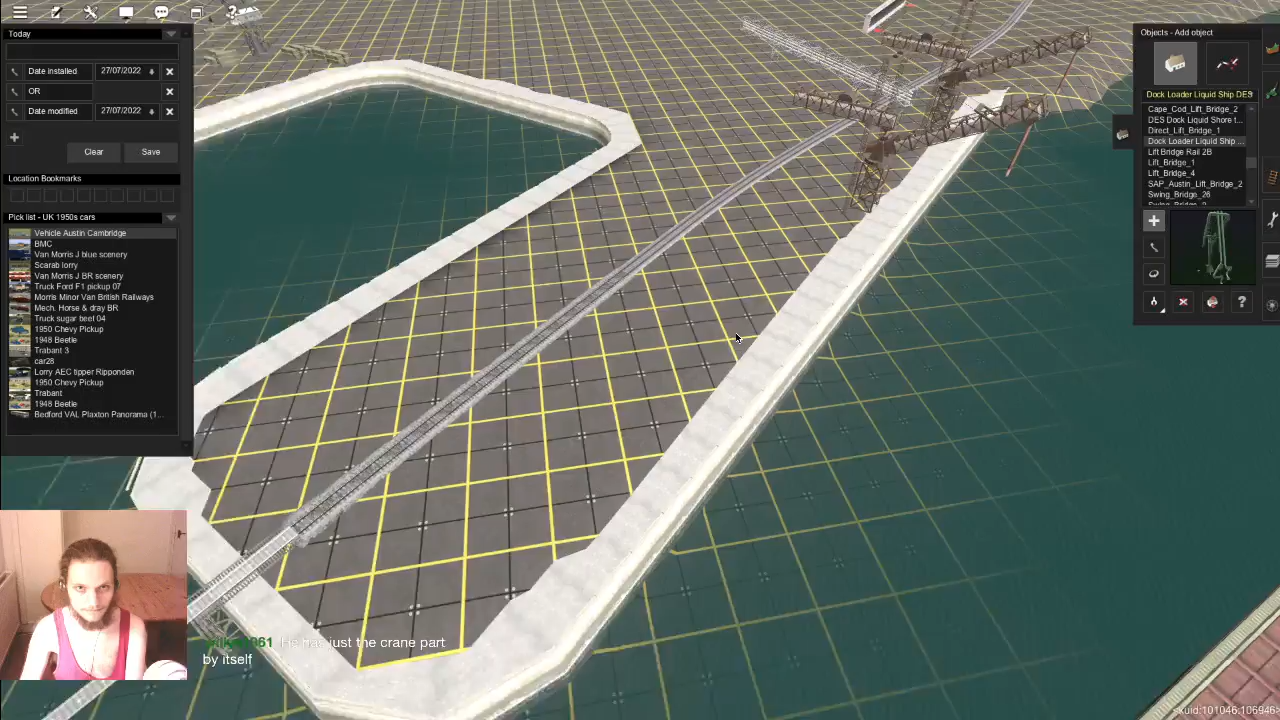 Today
Date installed 27/07/2022
OR
Date modified 27/07/2022
Clear Save
Location Bookmarks
Pick list - UK 1950s cars
Vehicle Austin Cambridge
BMC
Van Morris J blue scenery
Scarab lorry
Van Morris J BR scenery
Truck Ford F1 pickup 07
Morris Minor Van British Railways
Mech. Horse & dray BR
Truck sugar beet 04
1950 Chevy Pickup
1948 Beetle
Trabant 3
car28
Lorry AEC tipper Ripponden
1950 Chevy Pickup
Trabant
1948 Beetle
Bedford VAL Plaxton Panorama (1...
He has just the crane part
by itself
Objects - Add object
Dock Loader Liquid Ship DES
Cape_Cod_Lift_Bridge_2
DES Dock Liquid Shore t...
Direct_Lift_Bridge_1
Dock Loader Liquid Ship ...
Lift Bridge Rail 2B
Lift_Bridge_1
Lift_Bridge_4
SAP_Austin_Lift_Bridge_2
Swing_Bridge_26
kuid:101046:106946